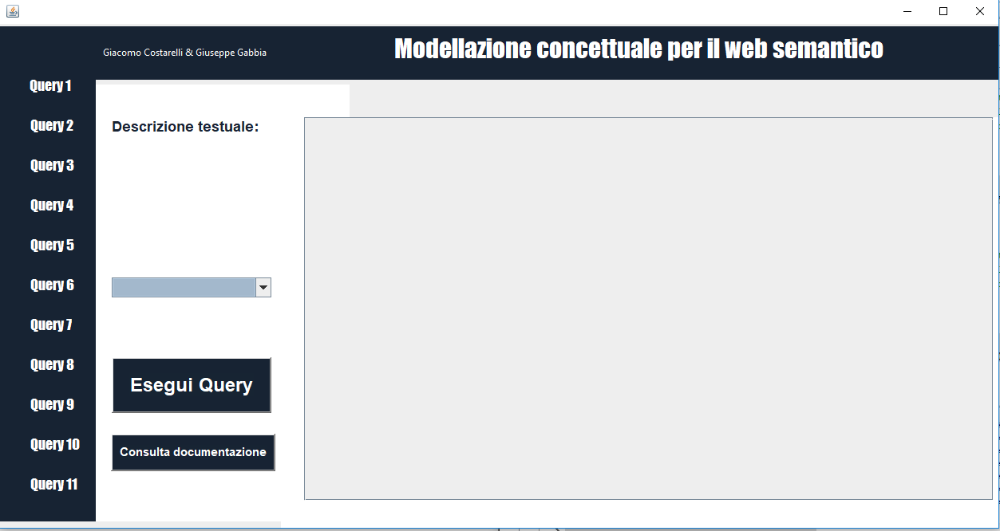 Giacomo Costarelli & Giuseppe Gabbia
Modellazione concettuale per il web semantico
Query 1
Query 2
Query 3
Query 4
Query 5
Query 6
Query 7
Query 8
Query 9
Query 10
Query 11
Descrizione testuale:
Esegui Query
Consulta documentazione